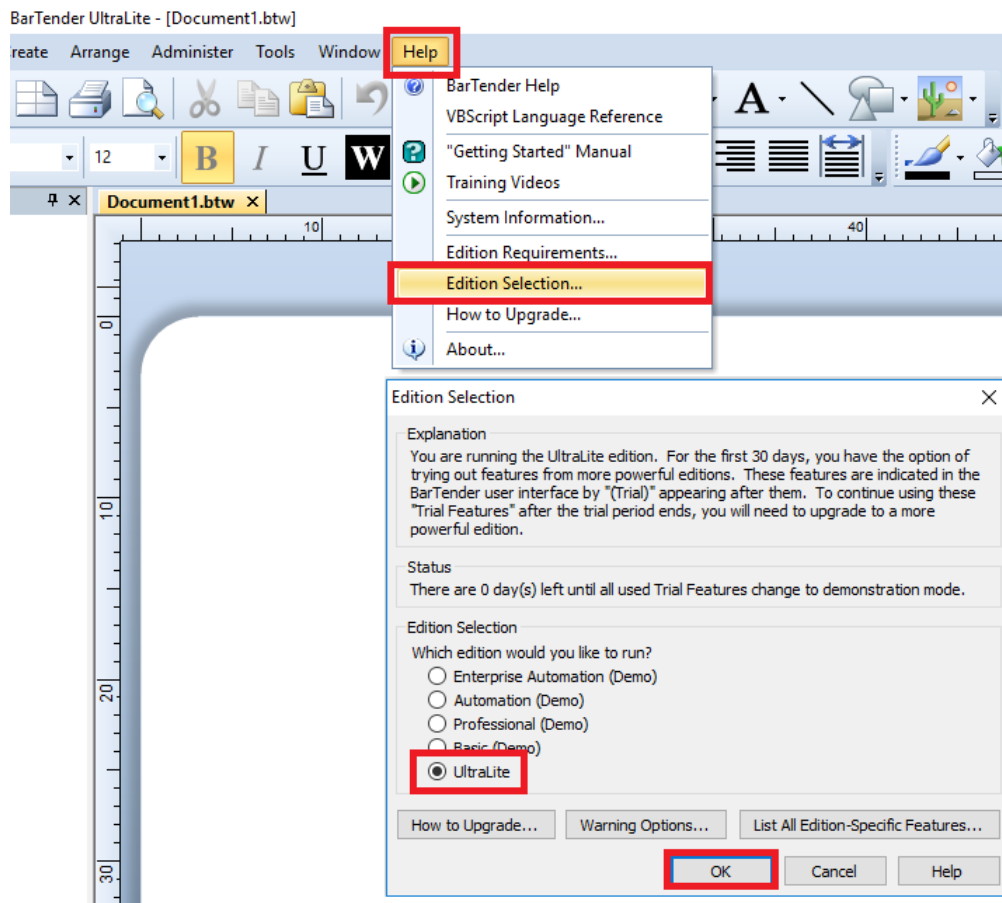 BarTender UltraLite - [Document1.btw]
reate Arrange Administer Tools Window Help
12 B I U W A
BarTender Help
VBScript Language Reference
"Getting Started" Manual
Training Videos
System Information...
Edition Requirements...
Edition Selection...
How to Upgrade...
About...
Document1.btw
10 40
0
10
20
30
Edition Selection
Explanation
You are running the UltraLite edition. For the first 30 days, you have the option of
trying out features from more powerful editions. These features are indicated in the
BarTender user interface by "(Trial)" appearing after them. To continue using these
"Trial Features" after the trial period ends, you will need to upgrade to a more
powerful edition.
Status
There are 0 day(s) left until all used Trial Features change to demonstration mode.
Edition Selection
Which edition would you like to run?
Enterprise Automation (Demo)
Automation (Demo)
Professional (Demo)
Basic (Demo)
UltraLite
How to Upgrade... Warning Options... List All Edition-Specific Features...
OK Cancel Help